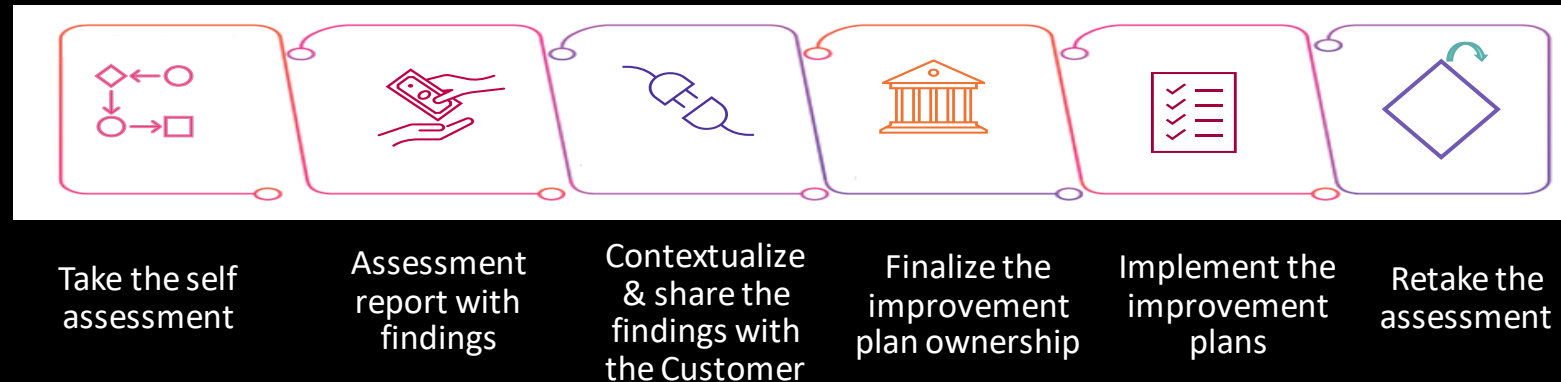 Take the self
assessment
Assessment
report with
findings
Contextualize
& share the
findings with
the Customer
Finalize the
improvement
plan ownership
Implement the
improvement
plans
Retake the
assessment